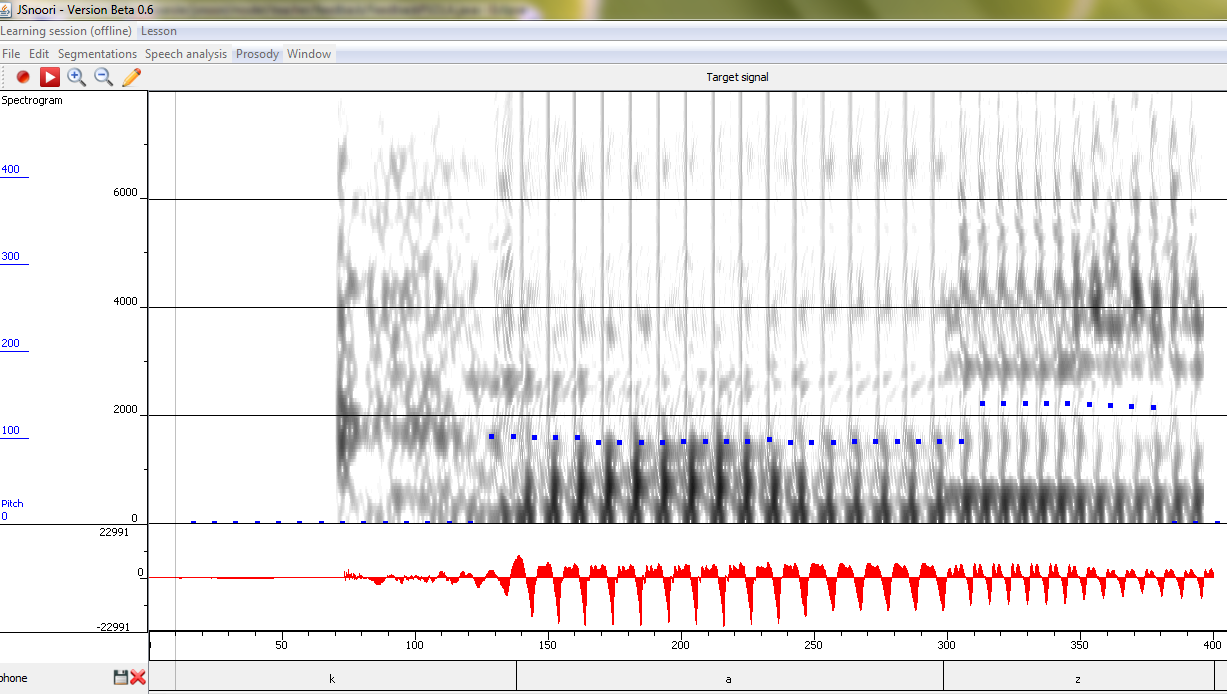 JSnoori - Version Beta 0.6
Learning session (offline) Lesson
File Edit Segmentations Speech analysis Prosody Window
Target signal
Spectrogram
400
6000
300
4000
200
2000
100
Pitch
0
0
22991
0
-22991
50 100 150 200 250 300 350 400
phone
k a z